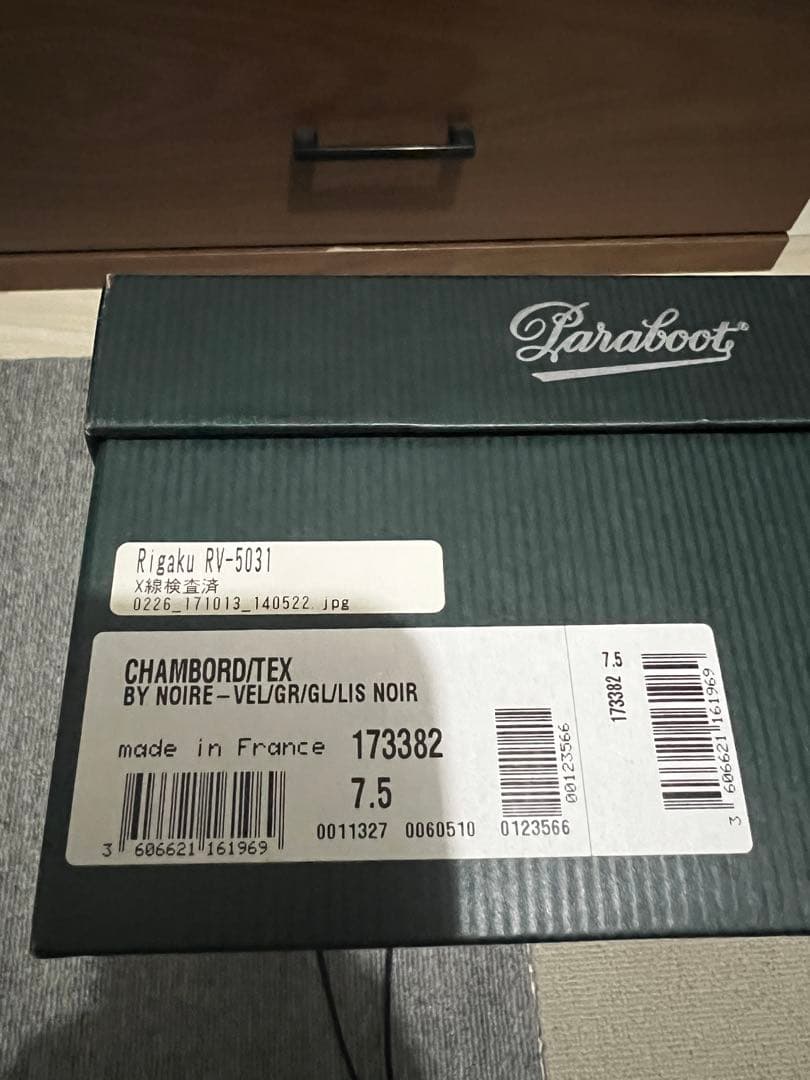 Paraboot®
Rigaku RV-5031
X線検査済
0226_171013_140522.jpg
CHAMBORD/TEX
BY NOIRE-VEL/GR/GL/LIS NOIR
made in France 173382
7.5
3 606621 161969
0011327 0060510 0123566
00123566
7.5
173382
3 606621 161969